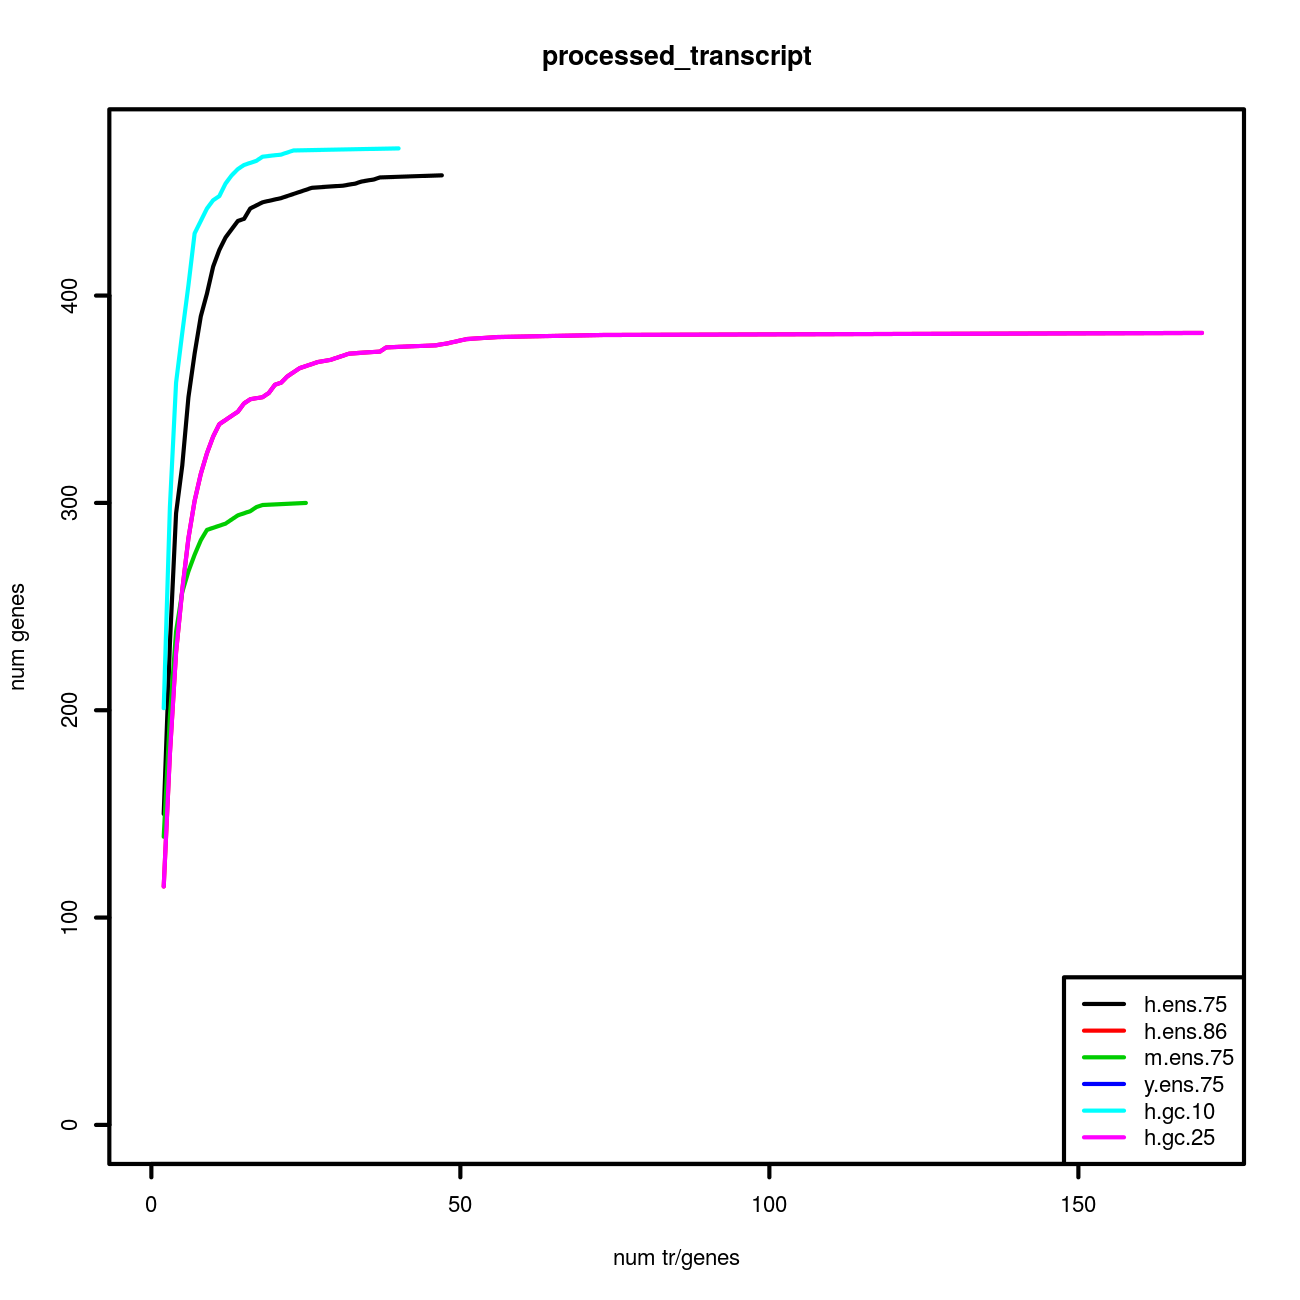 processed_transcript
num genes
400
300
200
100
0
h.ens.75
h.ens.86
m.ens.75
y.ens.75
h.gc.10
h.gc.25
0 50 100 150
num tr/genes